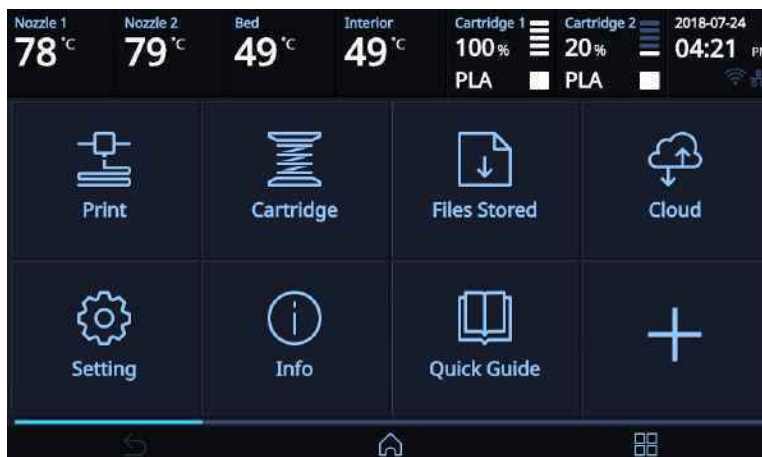 Nozzle 1 Nozzle 2 Bed Interior Cartridge 1 Cartridge 2 2018-07-24
78 °C 79 °C 49 °C 49 °C 100 % 20 % 04:21
PLA PLA
Print Cartridge Files Stored Cloud
Setting Info Quick Guide